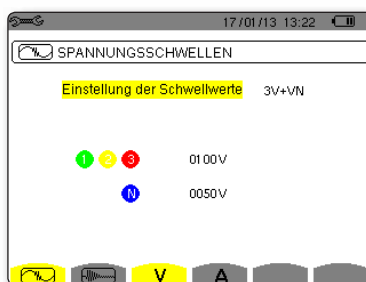 17/01/13 13:22
SPANNUNGSSCHWELLEN
Einstellung der Schwellwerte 3V+VN
1 2 3 0100V
N 0050V
V A